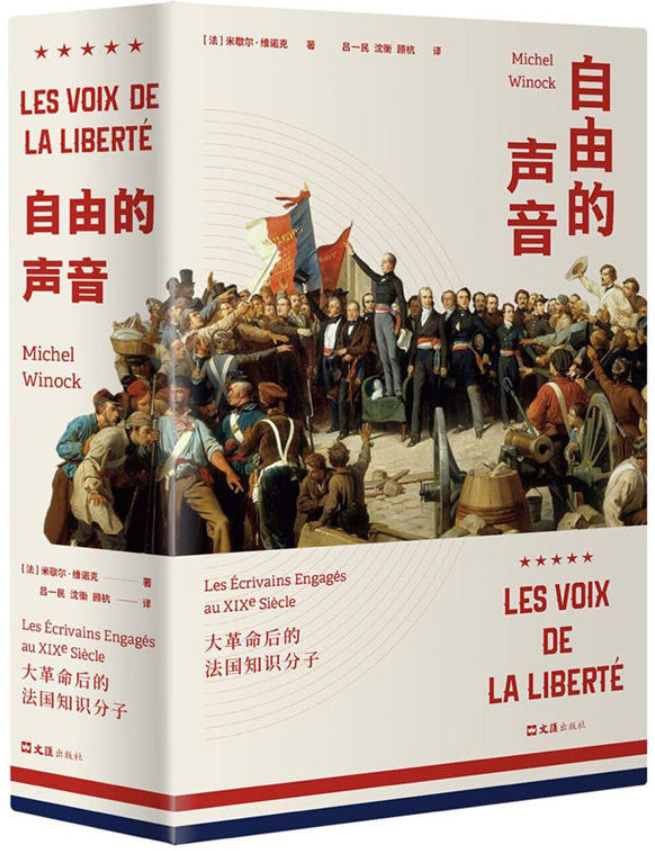 ★★★★★
LES VOIX DE
LA LIBERTÉ
自由的
声音
Michel
Winock
[法]米歇尔·维诺克 —— 著
吕一民 沈衡 顾杭 —— 译
Les Écrivains Engagés
au XIXe Siècle
大革命后的
法国知识分子
文汇出版社
[法]米歇尔·维诺克 著 吕一民 沈衡 顾杭 译
Michel
Winock
自由的
声音
Les Écrivains Engagés
au XIXe Siècle
大革命后的
法国知识分子
★★★★★
LES VOIX
DE
LA LIBERTÉ
文汇出版社